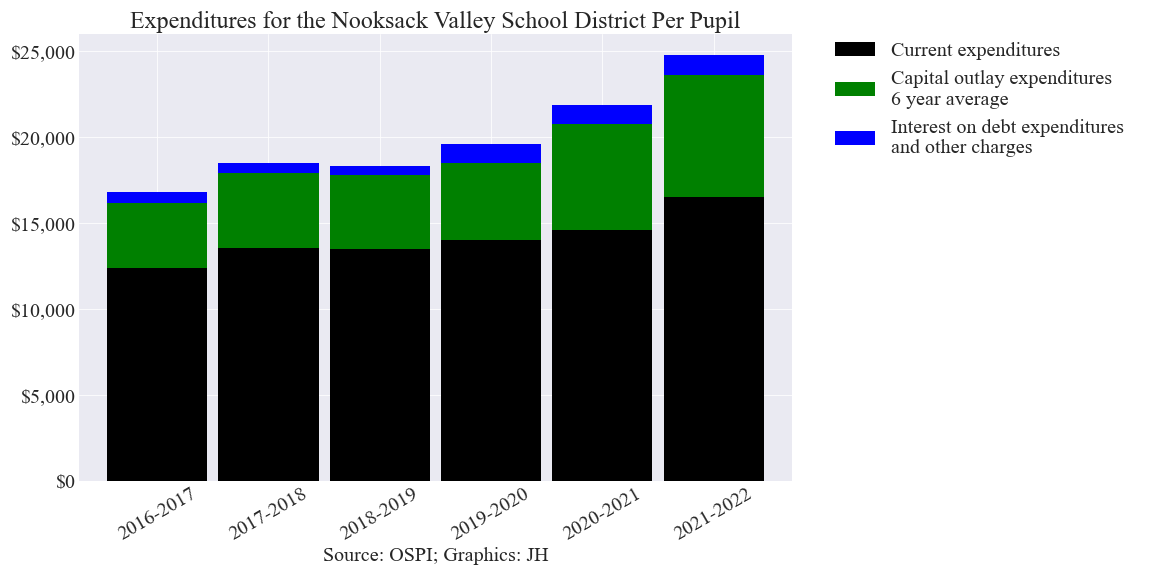 Expenditures for the Nooksack Valley School District Per Pupil
$25,000
$20,000
$15,000
$10,000
$5,000
$0
2016-2017
2017-2018
2018-2019
2019-2020
2020-2021
2021-2022
Source: OSPI; Graphics: JH
Current expenditures
Capital outlay expenditures
6 year average
Interest on debt expenditures
and other charges